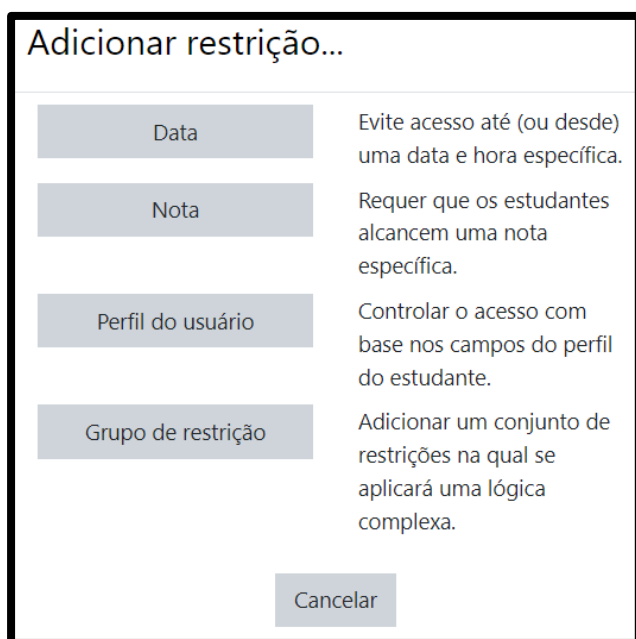 Adicionar restrição...
Data
Evite acesso até (ou desde)
uma data e hora específica.
Nota
Requer que os estudantes
alcancem uma nota
específica.
Perfil do usuário
Controlar o acesso com
base nos campos do perfil
do estudante.
Grupo de restrição
Adicionar um conjunto de
restrições na qual se
aplicará uma lógica
complexa.
Cancelar